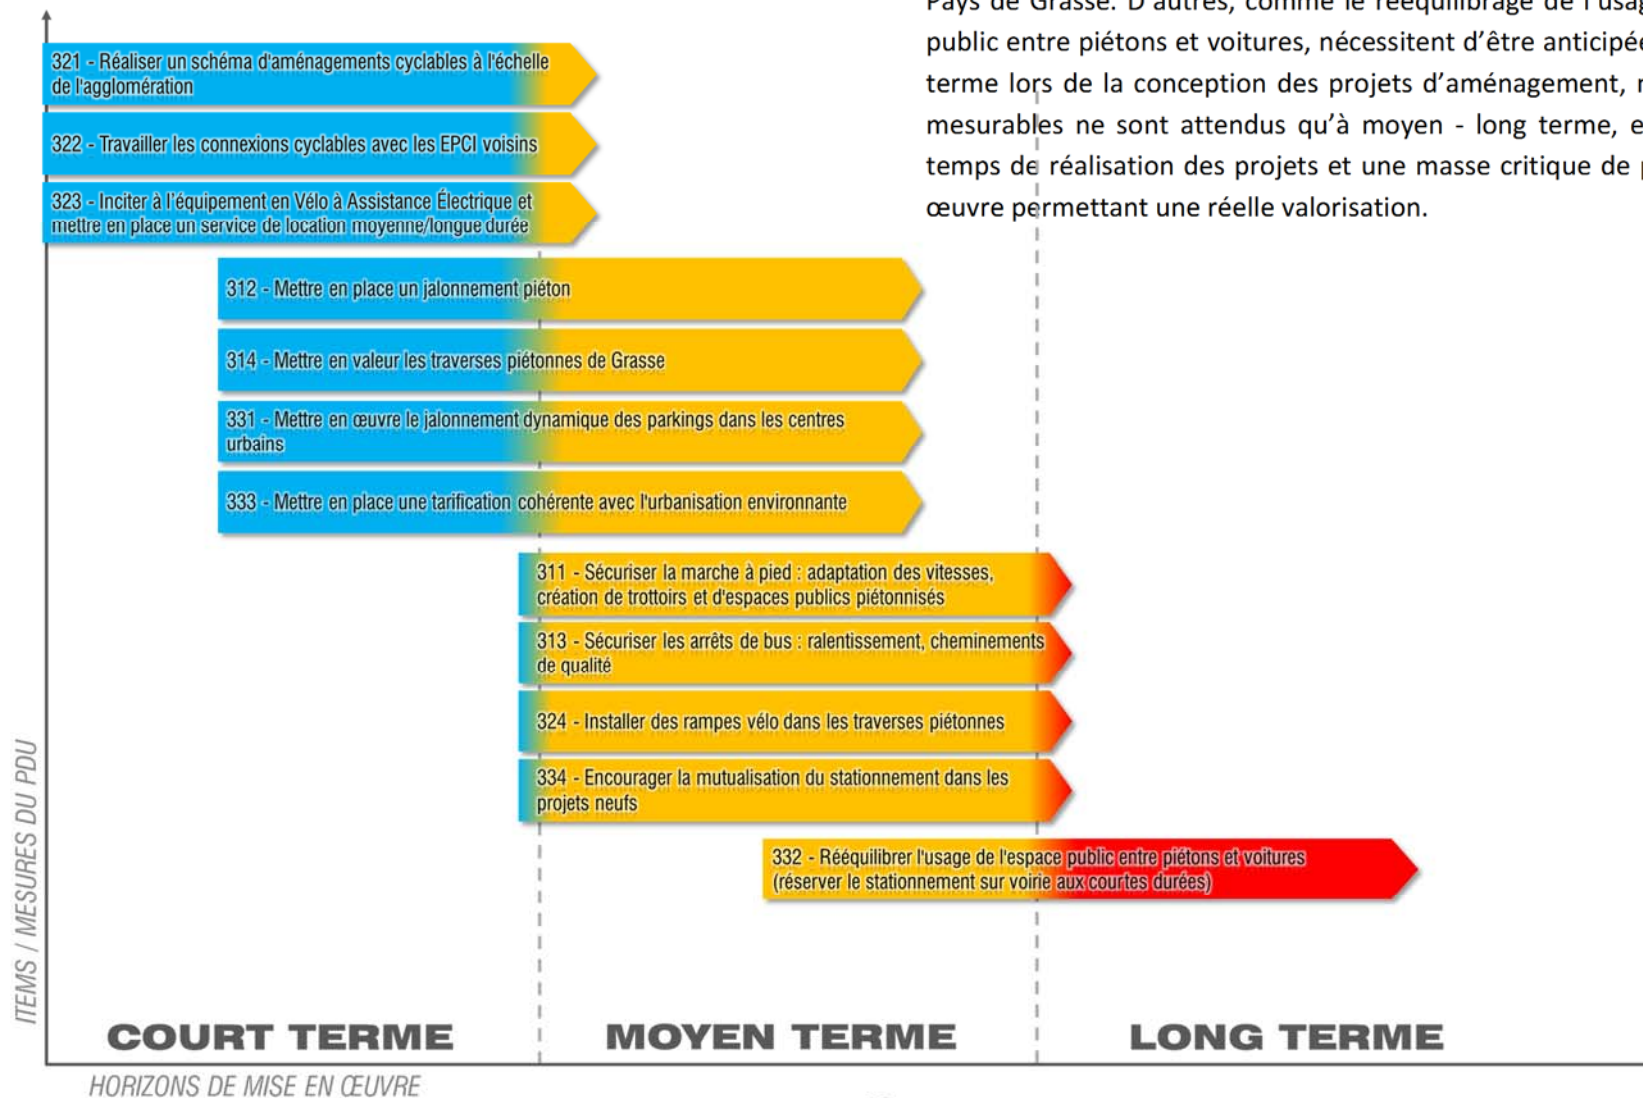 Pays de Grasse. D'autres, comme le rééquilibrage de l'usag
public entre piétons et voitures, nécessitent d'être anticipée
terme lors de la conception des projets d'aménagement, 
mesurables ne sont attendus qu'à moyen - long terme, e
temps de réalisation des projets et une masse critique de p
œuvre permettant une réelle valorisation.
321 - Réaliser un schéma d'aménagements cyclables à l'échelle
de l'agglomération
322 - Travailler les connexions cyclables avec les EPCI voisins
323 - Inciter à l'équipement en Vélo à Assistance Électrique et
mettre en place un service de location moyenne/longue durée
312 - Mettre en place un jalonnement piéton
314 - Mettre en valeur les traverses piétonnes de Grasse
331 - Mettre en œuvre le jalonnement dynamique des parkings dans les centres
urbains
333 - Mettre en place une tarification cohérente avec l'urbanisation environnante
311 - Sécuriser la marche à pied : adaptation des vitesses,
création de trottoirs et d'espaces publics piétonnisés
313 - Sécuriser les arrêts de bus : ralentissement, cheminements
de qualité
324 - Installer des rampes vélo dans les traverses piétonnes
334 - Encourager la mutualisation du stationnement dans les
projets neufs
332 - Rééquilibrer l'usage de l'espace public entre piétons et voitures
(réserver le stationnement sur voirie aux courtes durées)
ITEMS / MESURES DU PDU
COURT TERME
MOYEN TERME
LONG TERME
HORIZONS DE MISE EN ŒUVRE